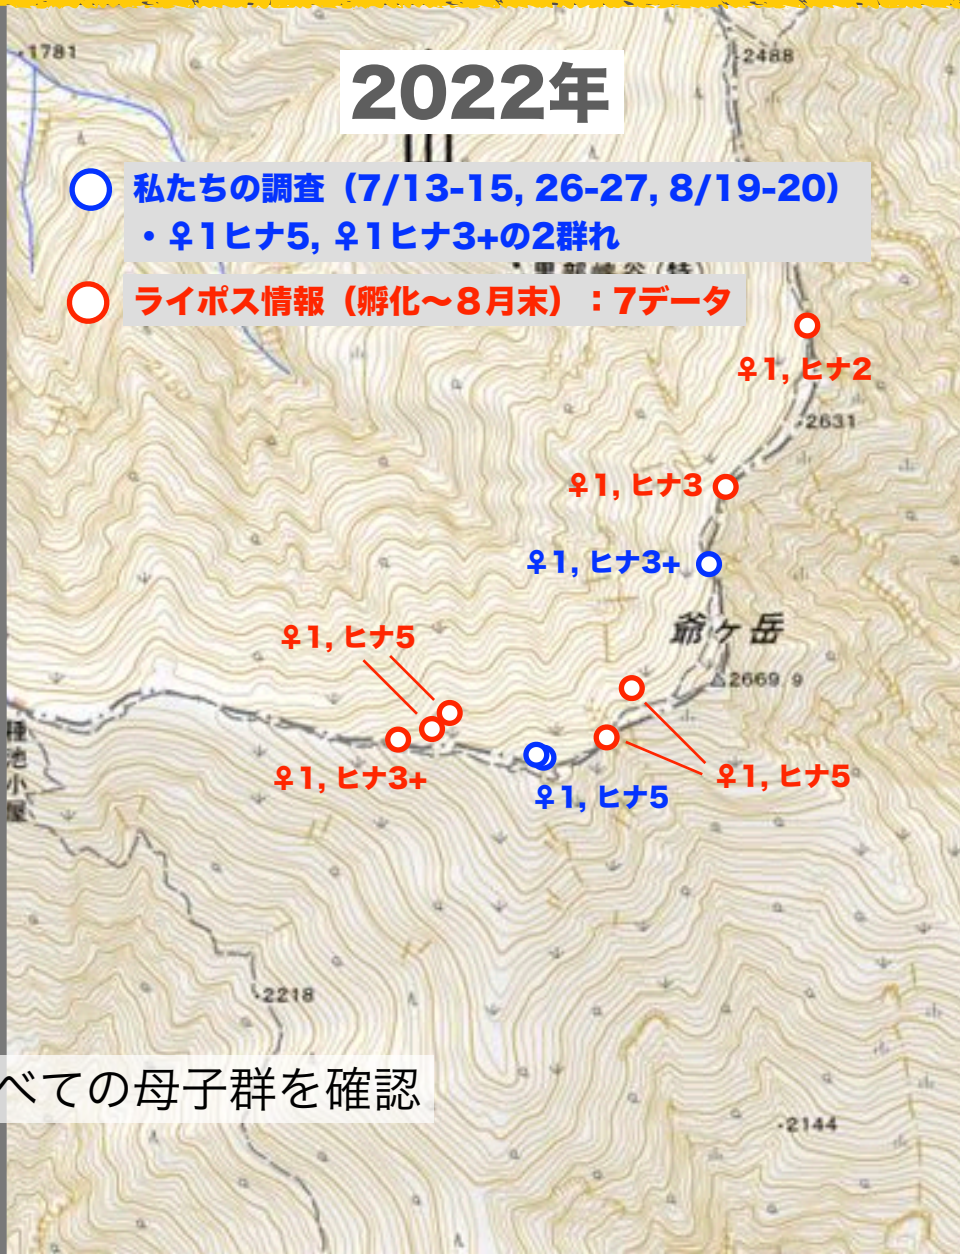 1781
2488
2022年
私たちの調査（7/13-15, 26-27, 8/19-20）
・♀1ヒナ5, ♀1ヒナ3+の2群れ
ライポス情報（孵化〜８月末）：7データ
♀1, ヒナ2
2631
♀1, ヒナ3
♀1, ヒナ3+
爺ヶ岳
♀1, ヒナ5
2669.9
種池小屋
♀1, ヒナ3+
♀1, ヒナ5
♀1, ヒナ5
2218
べての母子群を確認
2144